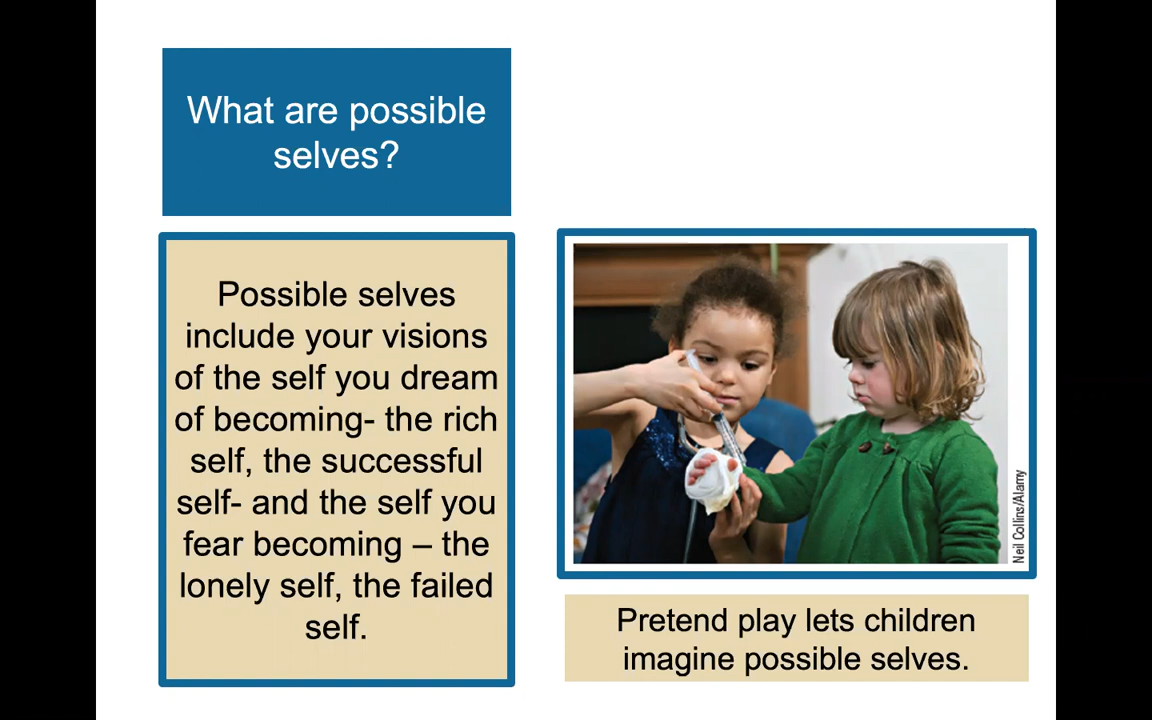 What are possible
selves?
Possible selves
include your visions
of the self you dream
of becoming- the rich
self, the successful
self- and the self you
fear becoming – the
lonely self, the failed
self.
Neil Collins/Alamy
Pretend play lets children
imagine possible selves.